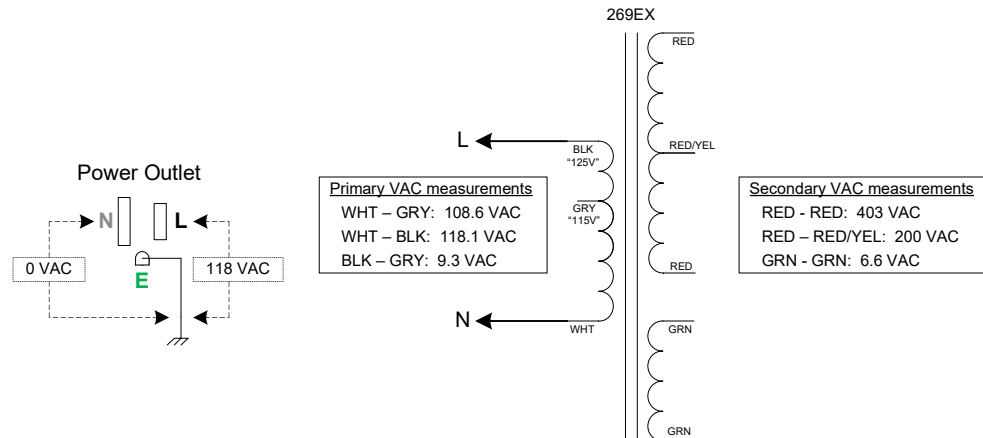 269EX
RED
L
BLK
"125V"
RED/YEL
Power Outlet
Primary VAC measurements
WHT – GRY: 108.6 VAC
WHT – BLK: 118.1 VAC
BLK – GRY: 9.3 VAC
GRY
"115V"
Secondary VAC measurements
RED - RED: 403 VAC
RED – RED/YEL: 200 VAC
GRN - GRN: 6.6 VAC
N L
0 VAC
E
118 VAC
RED
N
WHT
GRN
GRN